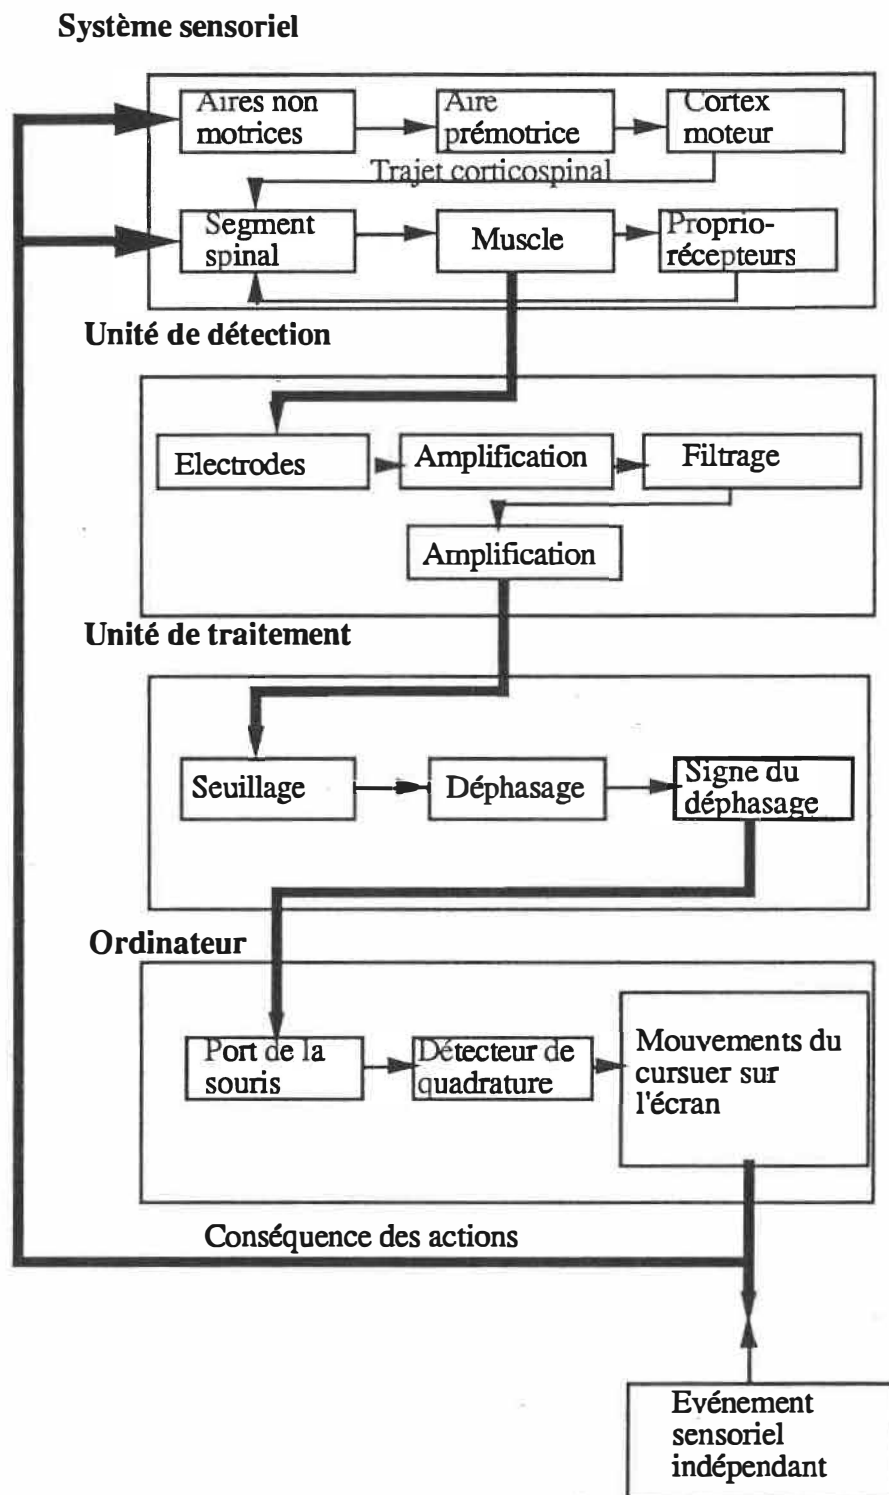 Système sensoriel
Aires non
motrices
Aire
prémotrice
Cortex
moteur
Trajet corticospinal
Segment
spinal
Muscle
Proprio-
récepteurs
Unité de détection
Electrodes
Amplification
Filtrage
Amplification
Unité de traitement
Seuillage
Déphasage
Signe du
déphasage
Ordinateur
Port de la
souris
Détecteur de
quadrature
Mouvements du
cursuer sur
l'écran
Conséquence des actions
Evénement
sensoriel
indépendant